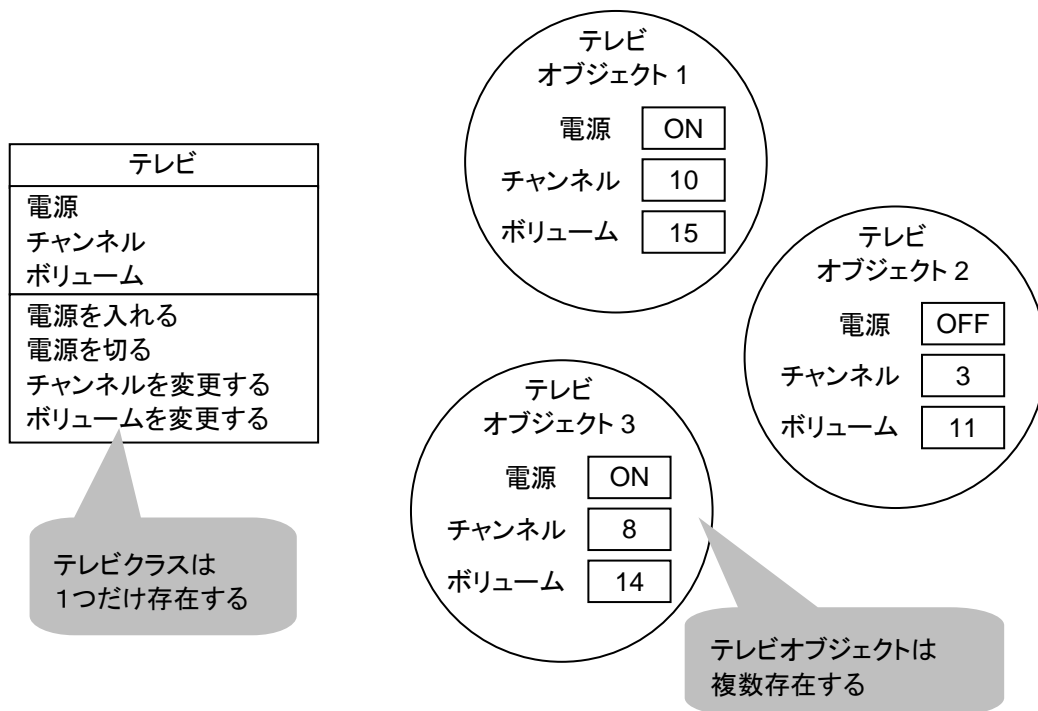 テレビ
電源
チャンネル
ボリューム
電源を入れる
電源を切る
チャンネルを変更する
ボリュームを変更する
テレビクラスは
1つだけ存在する
テレビ
オブジェクト 1
電源 ON
チャンネル 10
ボリューム 15
テレビ
オブジェクト 2
電源 OFF
チャンネル 3
ボリューム 11
テレビ
オブジェクト 3
電源 ON
チャンネル 8
ボリューム 14
テレビオブジェクトは
複数存在する